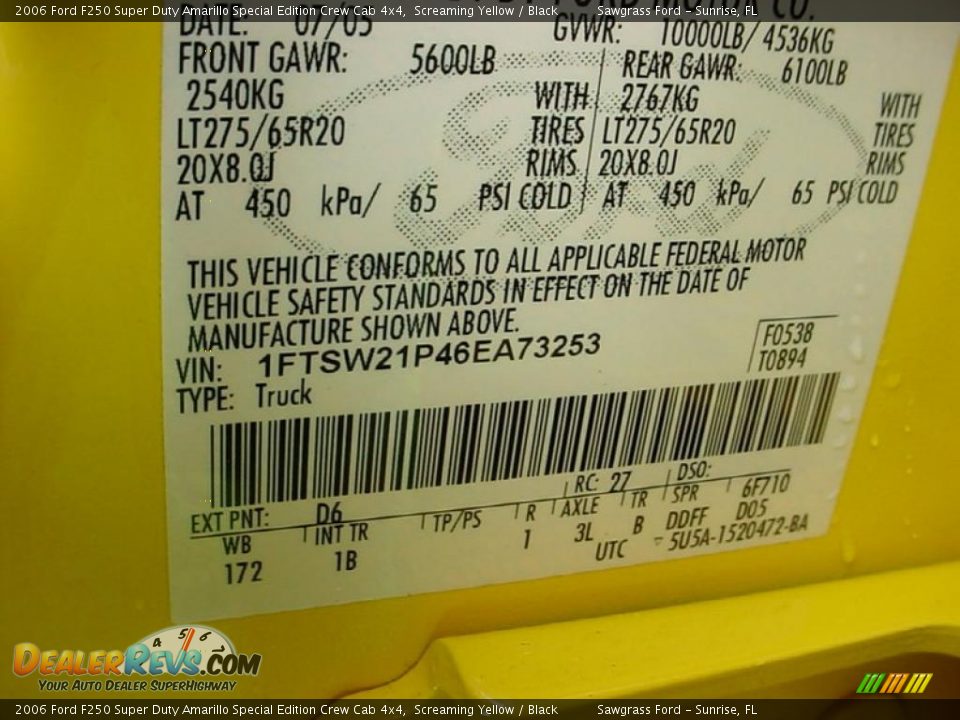 2006 Ford F250 Super Duty Amarillo Special Edition Crew Cab 4x4, Screaming Yellow / Black Sawgrass Ford - Sunrise, FL
DATE: 07/05 GVWR: 10000LB/ 4536KG
FRONT GAWR: 5600LB REAR GAWR: 6100LB
2540KG WITH 2767KG WITH
LT275/65R20 TIRES LT275/65R20 TIRES
20X8.0J RIMS 20X8.0J RIMS
AT 450 kPa/ 65 PSI COLD AT 450 kPa/ 65 PSI COLD
Ford
THIS VEHICLE CONFORMS TO ALL APPLICABLE FEDERAL MOTOR
VEHICLE SAFETY STANDARDS IN EFFECT ON THE DATE OF
MANUFACTURE SHOWN ABOVE.
VIN: 1FTSW21P46EA73253
F0538
T0894
TYPE: Truck
EXT PNT: D6 RC: 27 DSO:
WB INT TR TP/PS R AXLE TR SPR 6F710
172 1B 1 3L B DDFF D05
UTC ▽ 5U5A-1520472-BA
4 5 6
DEALERREVS.COM
YOUR AUTO DEALER SUPERHIGHWAY
2006 Ford F250 Super Duty Amarillo Special Edition Crew Cab 4x4, Screaming Yellow / Black Sawgrass Ford - Sunrise, FL